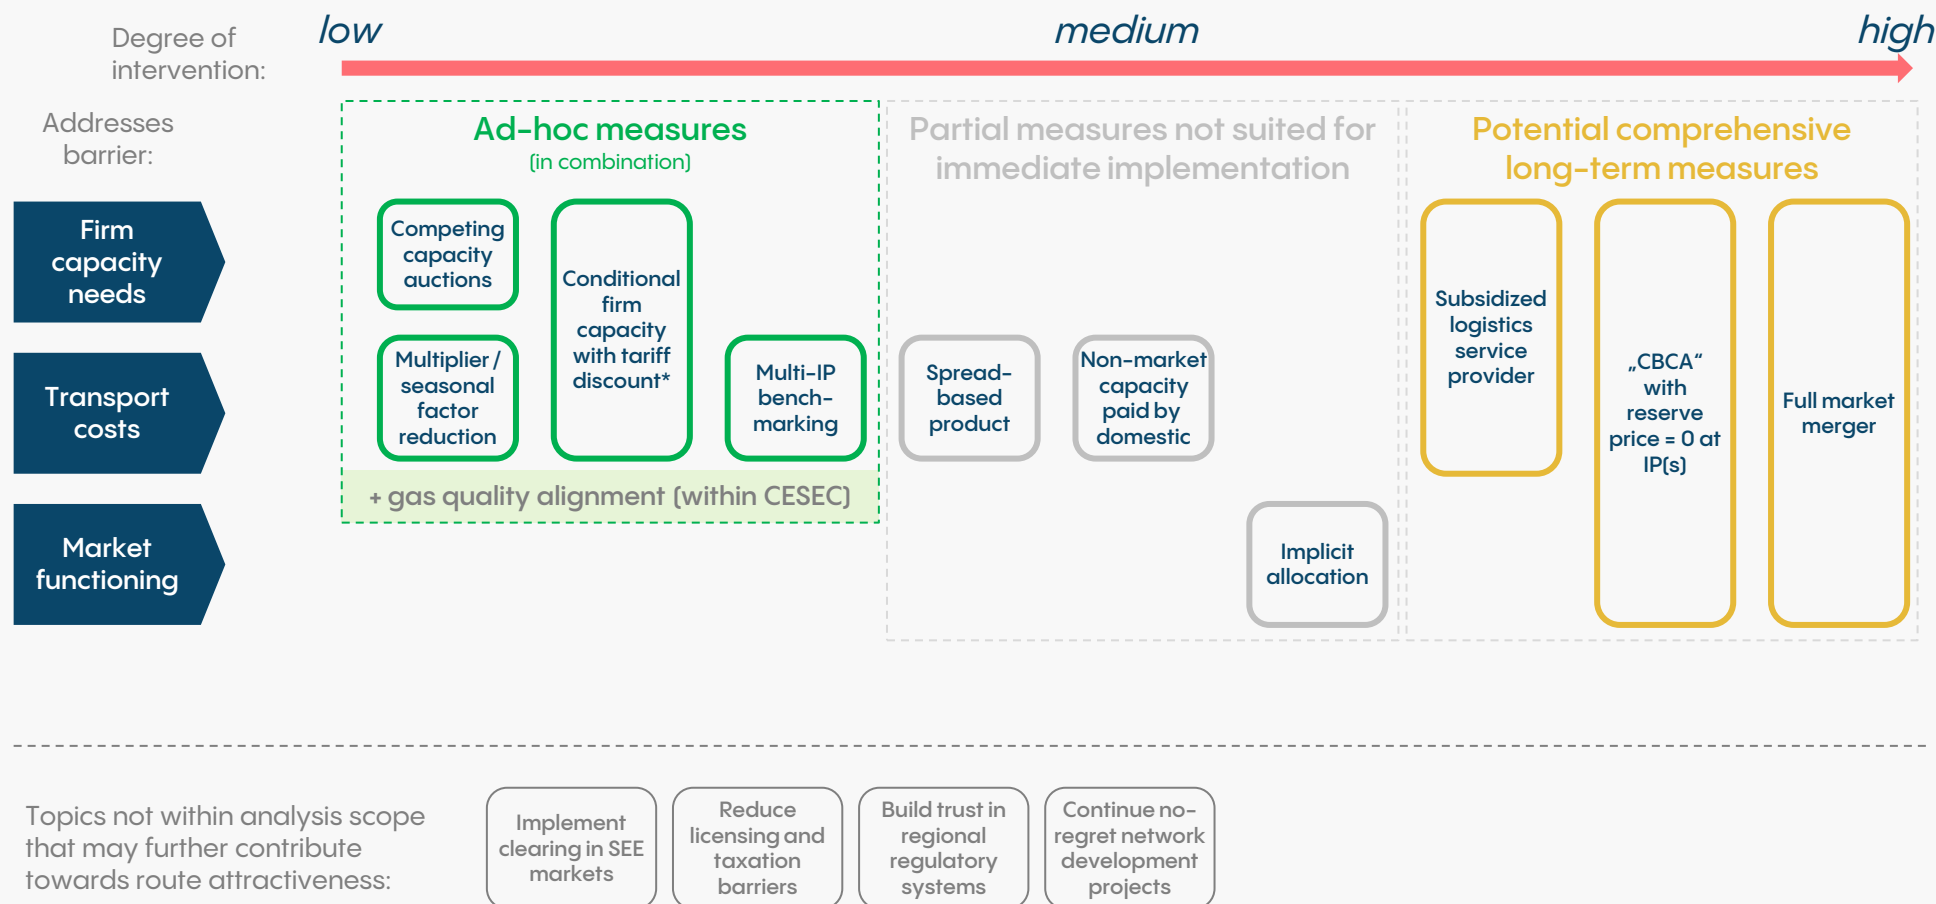 Degree of
intervention:
low
medium
high
Addresses
barrier:
Ad-hoc measures
(in combination)
Partial measures not suited for
immediate implementation
Potential comprehensive
long-term measures
Firm
capacity
needs
Transport
costs
Market
functioning
Competing
capacity
auctions
Multiplier /
seasonal
factor
reduction
Conditional
firm
capacity
with tariff
discount*
Multi-IP
bench-
marking
+ gas quality alignment (within CESEC)
Spread-
based
product
Non-market
capacity
paid by
domestic
Implicit
allocation
Subsidized
logistics
service
provider
„CBCA“
with
reserve
price = 0 at
IP(s)
Full market
merger
Topics not within analysis scope
that may further contribute
towards route attractiveness:
Implement
clearing in SEE
markets
Reduce
licensing and
taxation
barriers
Build trust in
regional
regulatory
systems
Continue no-
regret network
development
projects